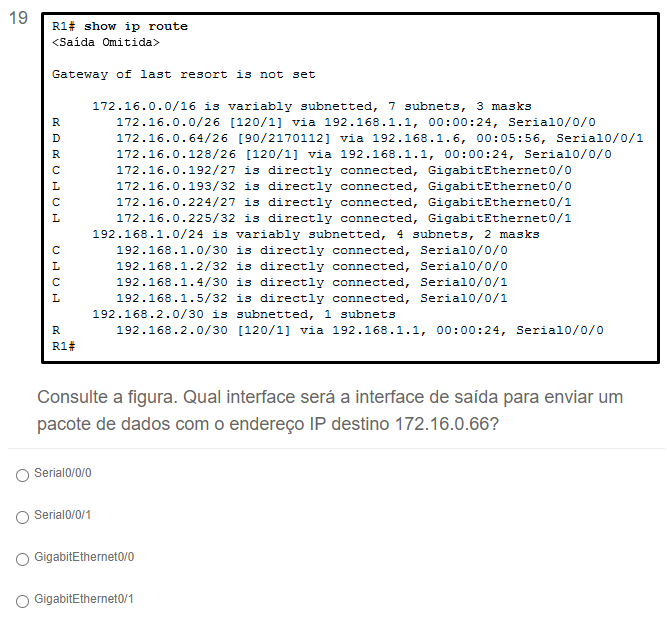 19
R1# show ip route
<Saída Omitida>
Gateway of last resort is not set
172.16.0.0/16 is variably subnetted, 7 subnets, 3 masks
R 172.16.0.0/26 [120/1] via 192.168.1.1, 00:00:24, Serial0/0/0
D 172.16.0.64/26 [90/2170112] via 192.168.1.6, 00:05:56, Serial0/0/1
R 172.16.0.128/26 [120/1] via 192.168.1.1, 00:00:24, Serial0/0/0
C 172.16.0.192/27 is directly connected, GigabitEthernet0/0
L 172.16.0.193/32 is directly connected, GigabitEthernet0/0
C 172.16.0.224/27 is directly connected, GigabitEthernet0/1
L 172.16.0.225/32 is directly connected, GigabitEthernet0/1
192.168.1.0/24 is variably subnetted, 4 subnets, 2 masks
C 192.168.1.0/30 is directly connected, Serial0/0/0
L 192.168.1.2/32 is directly connected, Serial0/0/0
C 192.168.1.4/30 is directly connected, Serial0/0/1
L 192.168.1.5/32 is directly connected, Serial0/0/1
192.168.2.0/30 is subnetted, 1 subnets
R 192.168.2.0/30 [120/1] via 192.168.1.1, 00:00:24, Serial0/0/0
R1#
Consulte a figura. Qual interface será a interface de saída para enviar um
pacote de dados com o endereço IP destino 172.16.0.66?
Serial0/0/0
Serial0/0/1
GigabitEthernet0/0
GigabitEthernet0/1